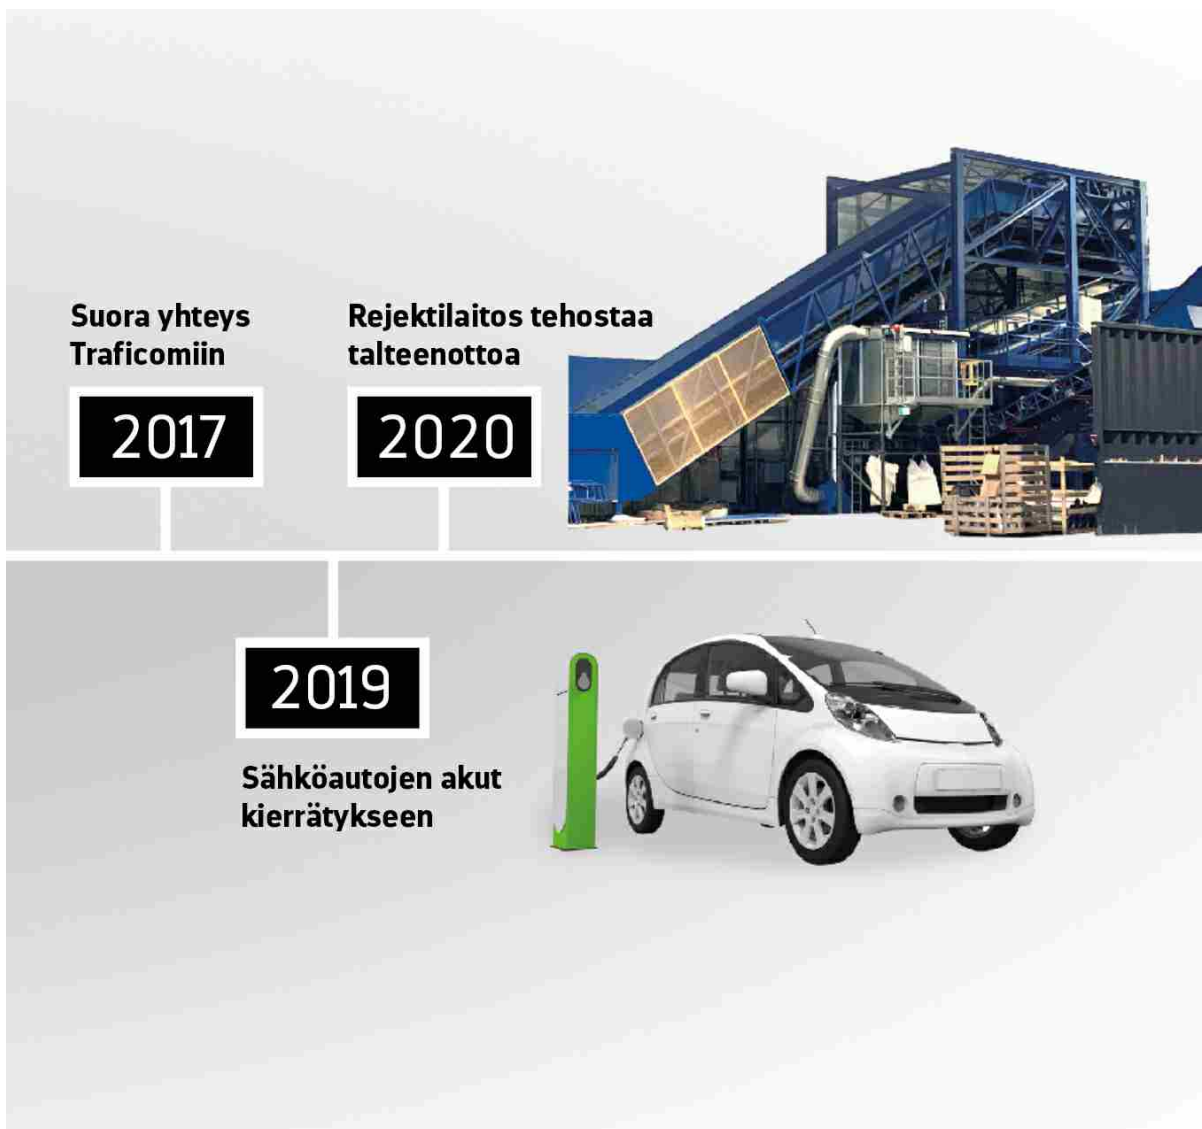 Suora yhteys
Traficomiin
2017
Rejektilaitos tehostaa
talteenottoa
2020
2019
Sähköautojen akut
kierrätykseen